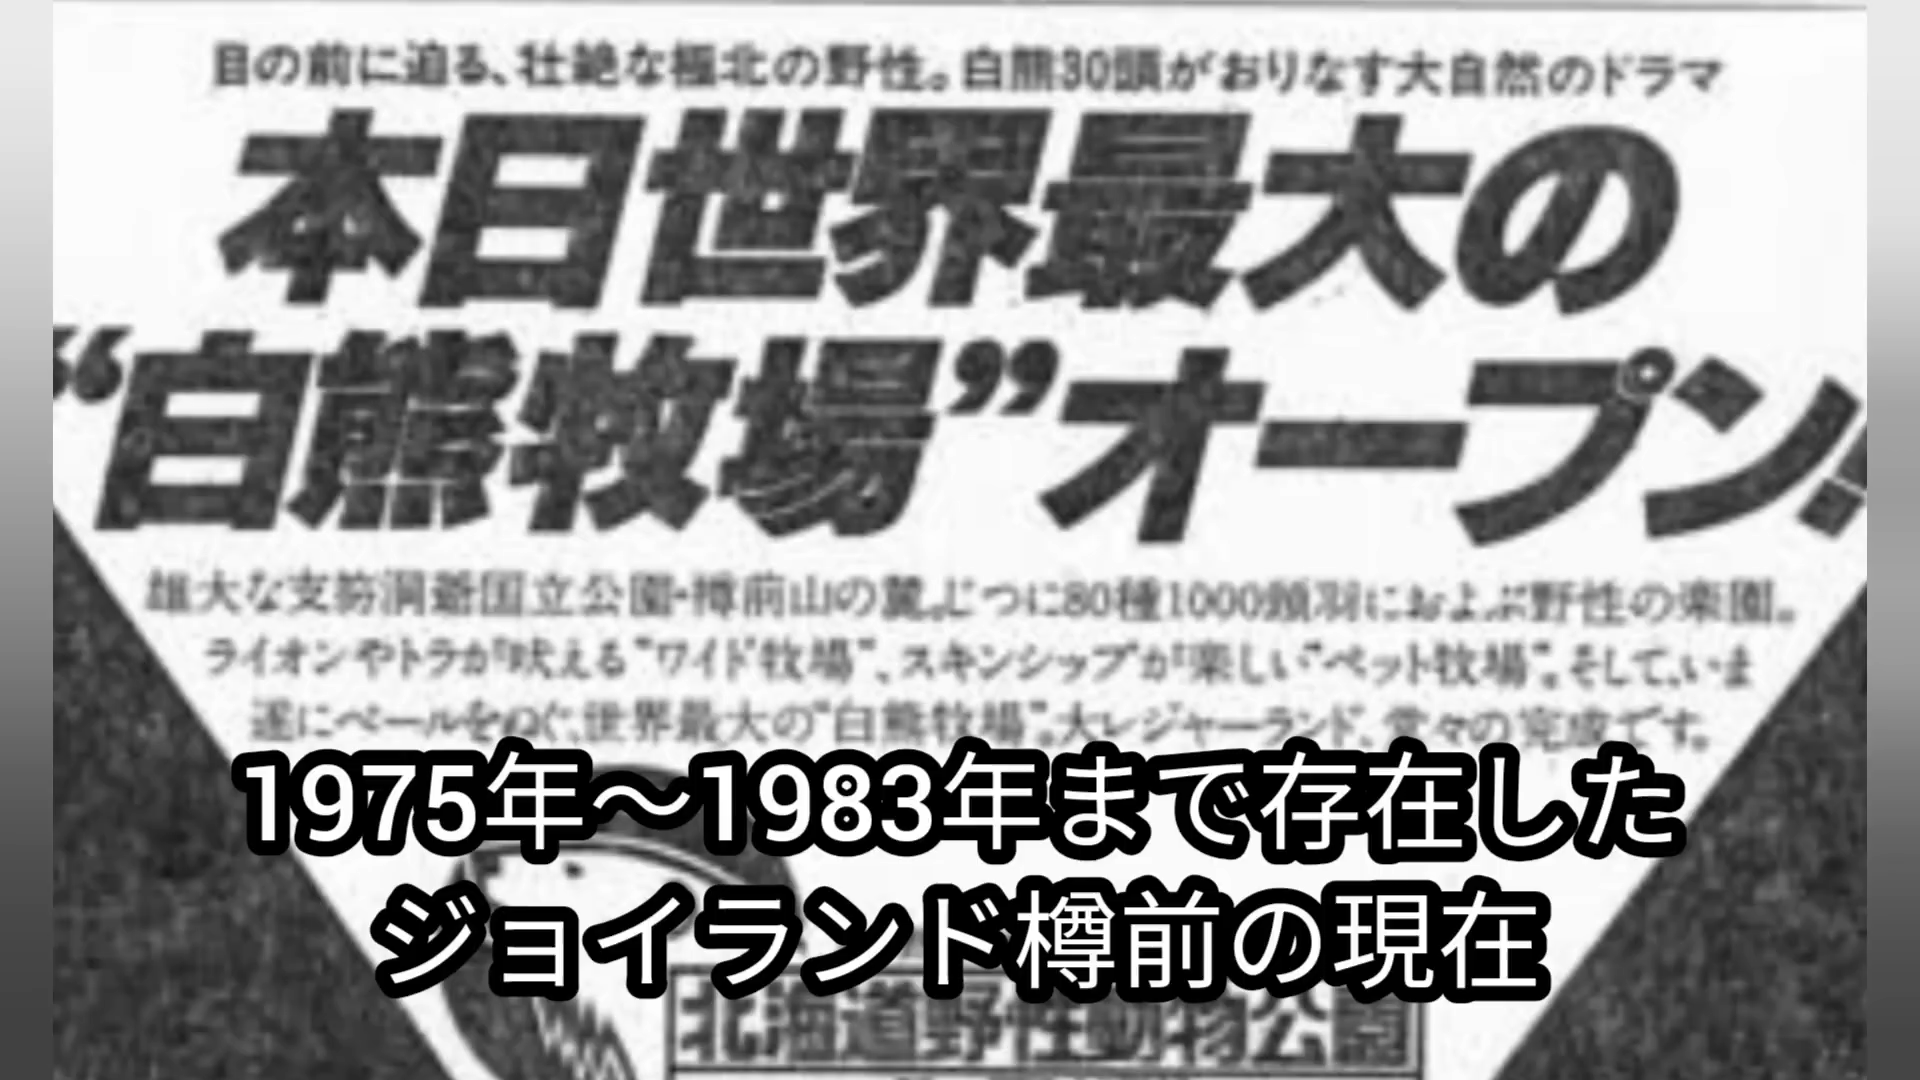 目の前に迫る、壮絶な極北の野性。白熊30頭がおりなす大自然のドラマ
本日世界最大の
“白熊牧場”オープン!
雄大な支笏洞爺国立公園・樽前山の麓。じつに80種1000頭羽におよぶ野性の楽園。
ライオンやトラが吠える“ワイド牧場”、スキンシップが楽しい“ペット牧場”。そして、いま
遂にベールをぬぐ、世界最大の“白熊牧場”。大レジャーランド、堂々の完成です。
1975年〜1983年まで存在した
ジョイランド樽前の現在
北海道野性動物公園